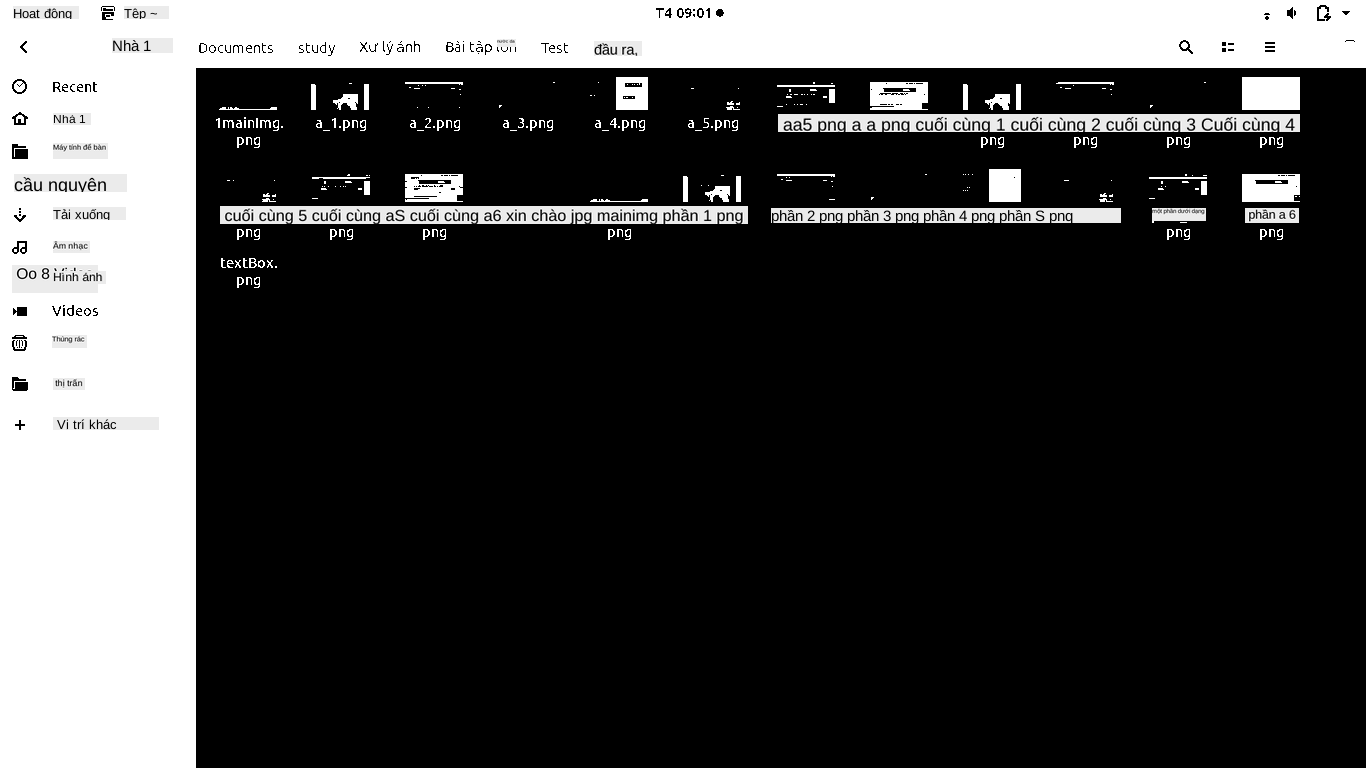 Hoạt động Tệp ~ T4 09:01
Nhà 1 Documents study Xử lý ảnh Bài tập lớn Test đầu ra,
Recent
Nhà 1
Máy tính để bàn
cầu nguyện
Tải xuống
Âm nhạc
Oo 8
Hình ảnh
Videos
Thùng rác
thị trấn
+ Vị trí khác
1mainImg. a_1.png a_2.png a_3.png a_4.png a_5.png aa5 png a a png cuối cùng 1 cuối cùng 2 cuối cùng 3 Cuối cùng 4
png png png png png
cuối cùng 5 cuối cùng aS cuối cùng a6 xin chào jpg mainimg phần 1 png phần 2 png phần 3 png phần 4 png phần S png một phần dưới dạng phần a 6
png png png png png png
textBox.
png